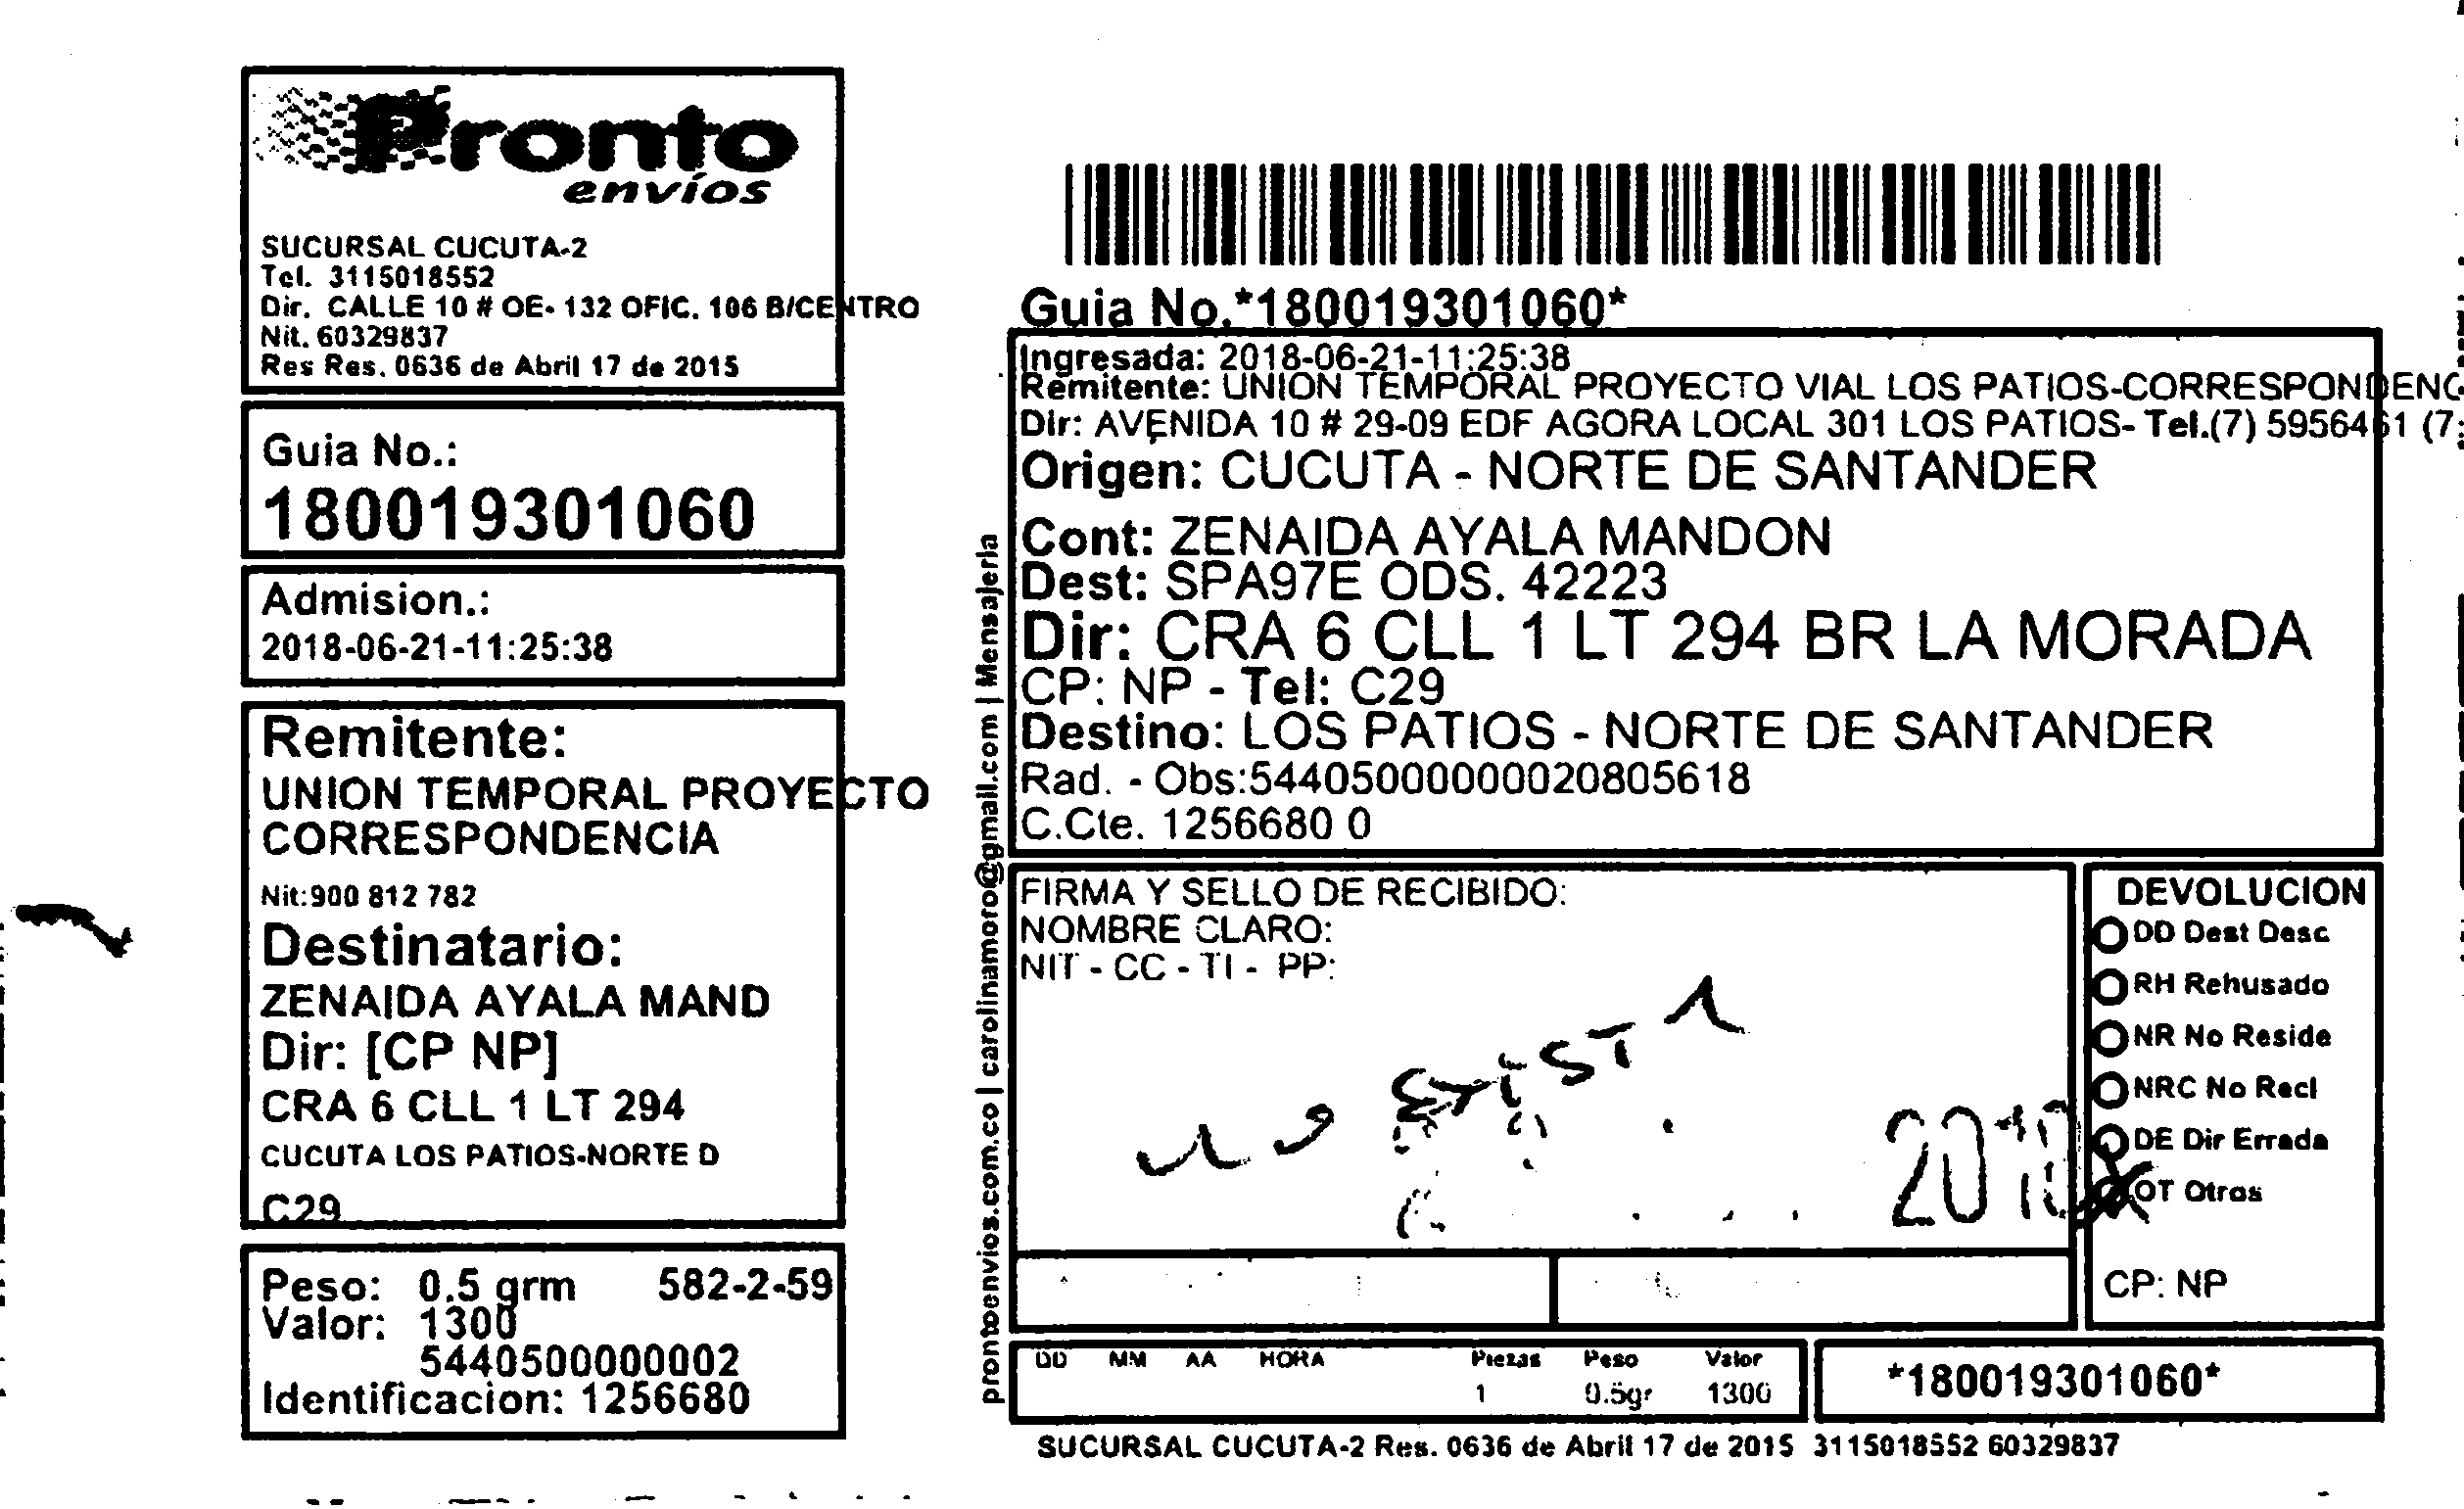 Pronto
envíos
SUCURSAL CUCUTA-2
Tel. 3115018552
Dir. CALLE 10 # OE- 132 OFIC. 106 B/CENTRO
Nit. 60329837
Res Res. 0636 de Abril 17 de 2015
Guia No.:
180019301060
Admision.:
2018-06-21-11:25:38
Remitente:
UNION TEMPORAL PROYECTO
CORRESPONDENCIA
Nit:900 812 782
Destinatario:
ZENAIDA AYALA MAND
Dir: [CP NP]
CRA 6 CLL 1 LT 294
CUCUTA LOS PATIOS-NORTE D
C29
Peso: 0.5 grm 582-2-59
Valor: 1300
5440500000002
Identificacion: 1256680
prontoenvios.com.co | carolinamoro@gmail.com | Mensajeria
Guia No.*180019301060*
Ingresada: 2018-06-21-11:25:38
Remitente: UNION TEMPORAL PROYECTO VIAL LOS PATIOS-CORRESPONDENC
Dir: AVENIDA 10 # 29-09 EDF AGORA LOCAL 301 LOS PATIOS- Tel.(7) 5956461 (7
Origen: CUCUTA - NORTE DE SANTANDER
Cont: ZENAIDA AYALA MANDON
Dest: SPA97E ODS. 42223
Dir: CRA 6 CLL 1 LT 294 BR LA MORADA
CP: NP - Tel: C29
Destino: LOS PATIOS - NORTE DE SANTANDER
Rad. - Obs:544050000000020805618
C.Cte. 1256680 0
FIRMA Y SELLO DE RECIBIDO:
NOMBRE CLARO:
NIT - CC - TI - PP:
DEVOLUCION
DD Dest Desc
RH Rehusado
NR No Reside
NRC No Recl
DE Dir Errada
OT Otros
CP: NP
DD MM AA HORA Piezas Peso Valor
1 0.5gr 1300
*180019301060*
SUCURSAL CUCUTA-2 Res. 0636 de Abril 17 de 2015 3115018552 60329837